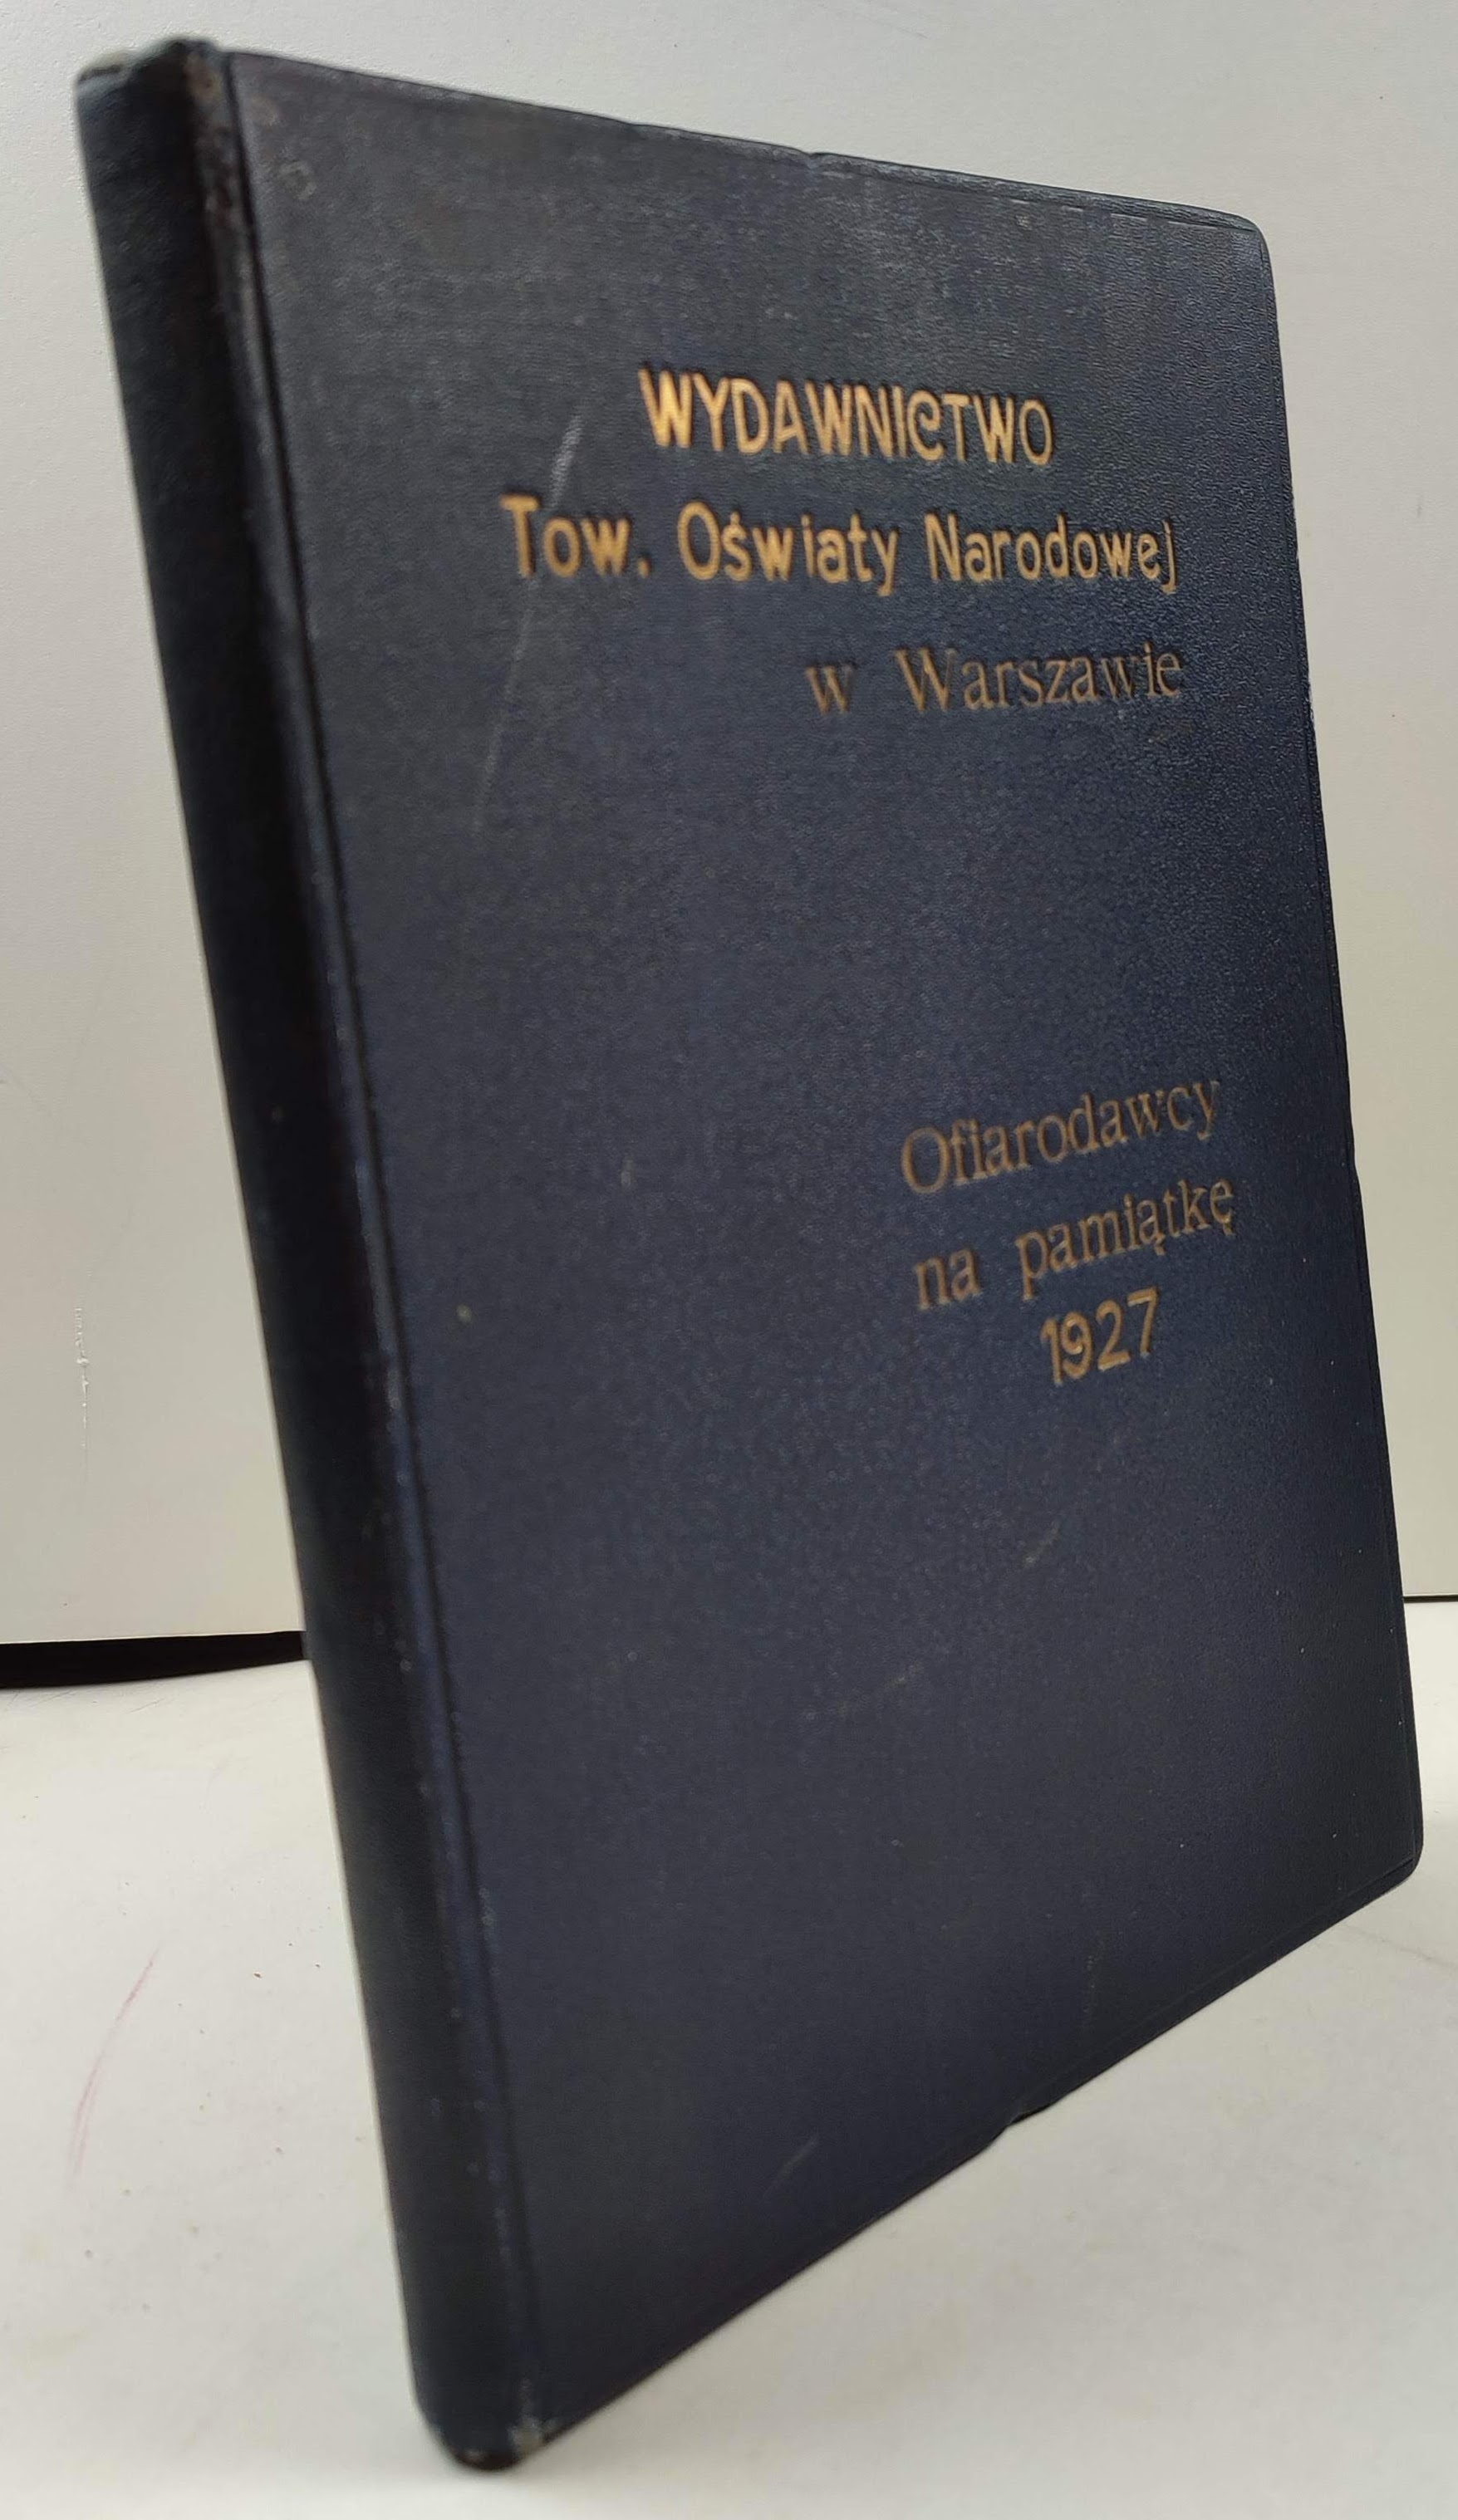 WYDAWNICTWO
Tow. Oświaty Narodowej
w Warszawie
Ofiarodawcy
na pamiątkę
1927